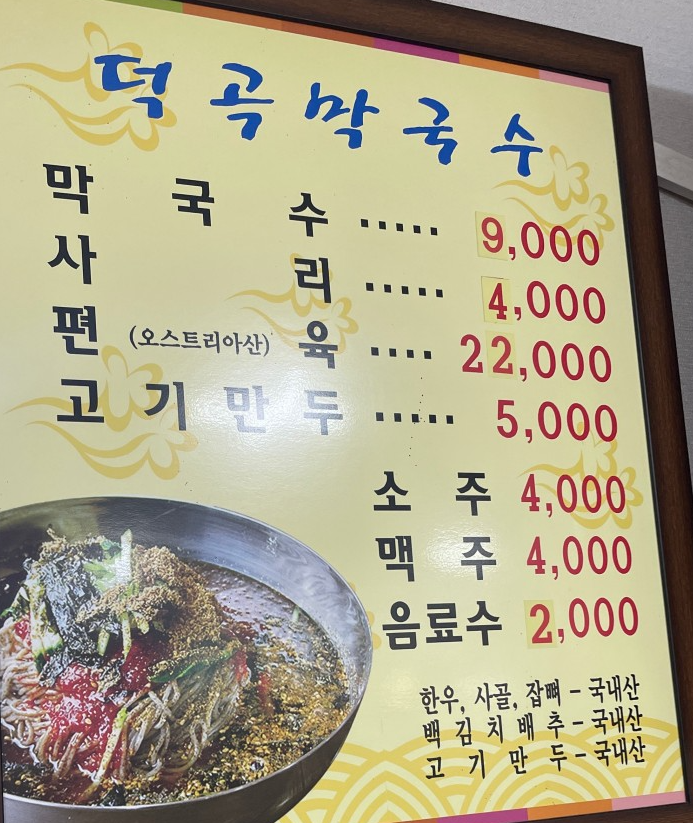 덕곡막국수
막국수 ····· 9,000
사리 ····· 4,000
편육 (오스트리아산) ···· 22,000
고기만두 ····· 5,000
소주 4,000
맥주 4,000
음료수 2,000
한우, 사골, 잡뼈 - 국내산
백김치배추 - 국내산
고기만두 - 국내산